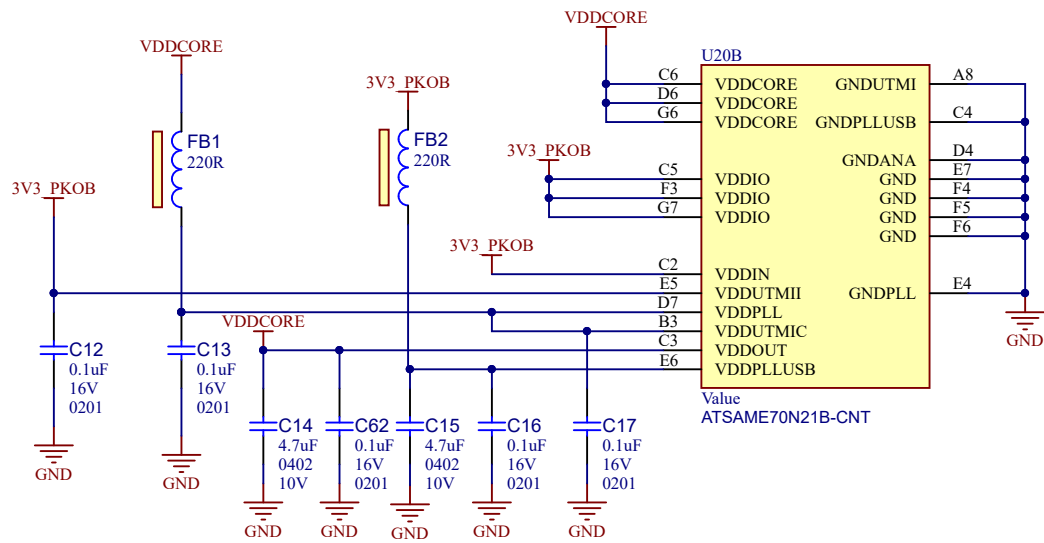 VDDCORE
VDDCORE
FB1
220R
3V3_PKOB
FB2
220R
3V3_PKOB
3V3_PKOB
3V3_PKOB
VDDCORE
U20B
C6 VDDCORE GNDUTMI A8
D6 VDDCORE
G6 VDDCORE GNDPLLUSB C4
GNDANA D4
C5 VDDIO GND E7
F3 VDDIO GND F4
G7 VDDIO GND F5
GND F6
C2 VDDIN
E5 VDDUTMII GNDPLL E4
D7 VDDPLL
B3 VDDUTMIC
C3 VDDOUT
E6 VDDPLLUSB
GND
Value
ATSAME70N21B-CNT
C12
0.1uF
16V
0201
GND
C13
0.1uF
16V
0201
GND
C14
4.7uF
0402
10V
GND
C62
0.1uF
16V
0201
GND
C15
4.7uF
0402
10V
GND
C16
0.1uF
16V
0201
GND
C17
0.1uF
16V
0201
GND